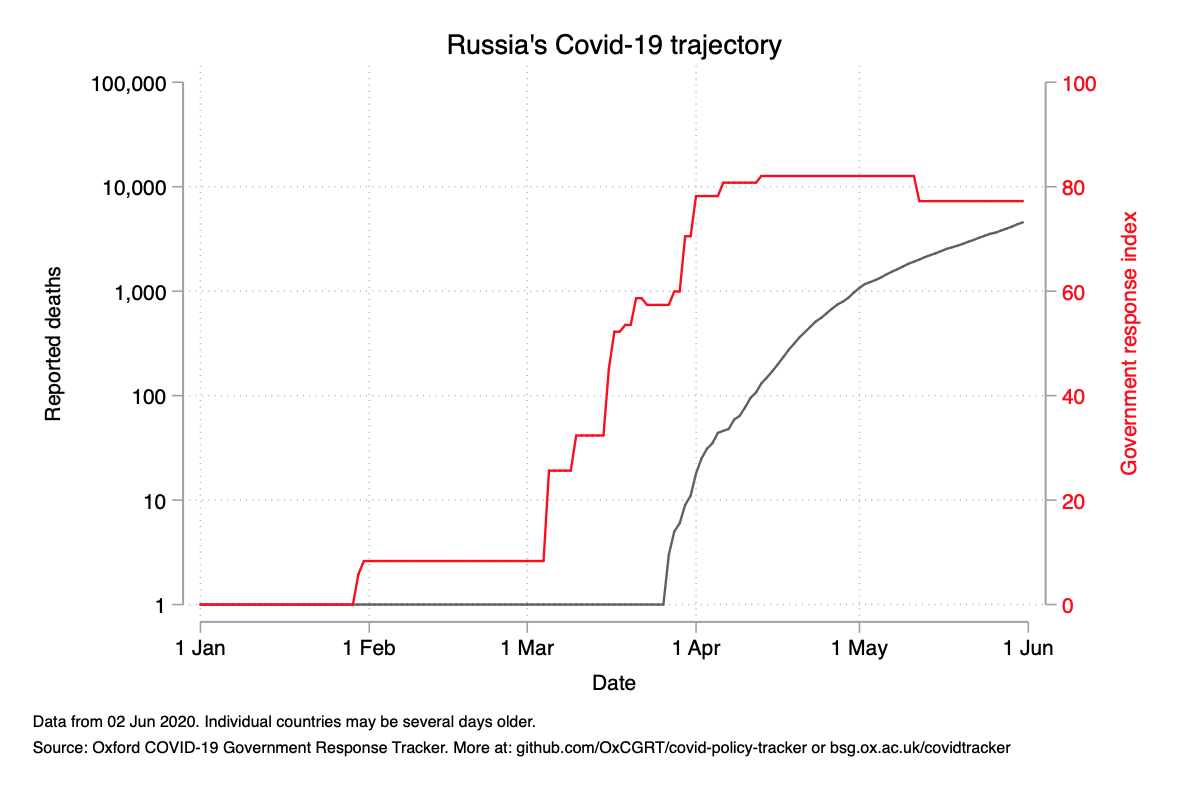 Russia's Covid-19 trajectory
100,000
10,000
1,000
100
10
1
Reported deaths
100
80
60
40
20
0
Government response index
1 Jan 1 Feb 1 Mar 1 Apr 1 May 1 Jun
Date
Data from 02 Jun 2020. Individual countries may be several days older.
Source: Oxford COVID-19 Government Response Tracker. More at: github.com/OxCGRT/covid-policy-tracker or bsg.ox.ac.uk/covidtracker